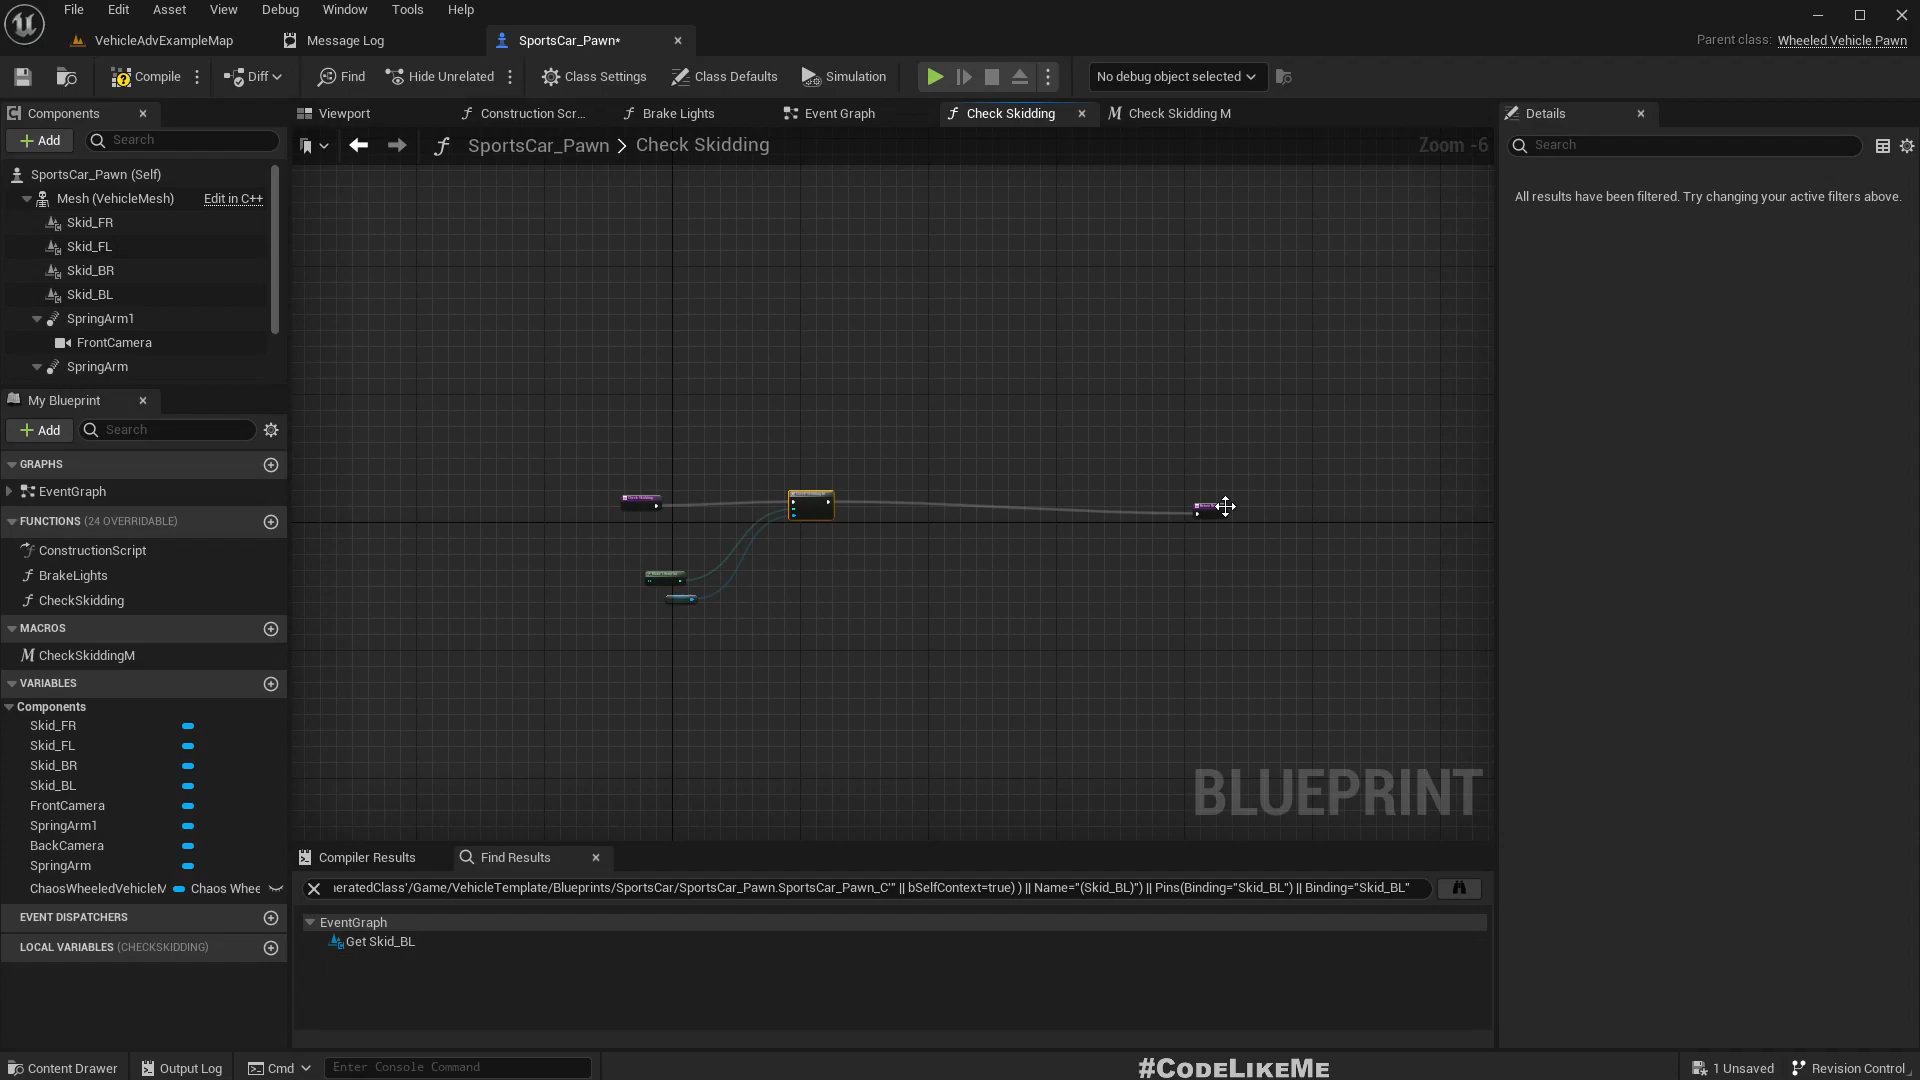 File Edit Asset View Debug Window Tools Help
VehicleAdvExampleMap
Message Log
SportsCar_Pawn*
Parent class: Wheeled Vehicle Pawn
Compile
Diff
Find
Hide Unrelated
Class Settings
Class Defaults
Simulation
No debug object selected
Components
Add
Search
SportsCar_Pawn (Self)
Mesh (VehicleMesh) Edit in C++
Skid_FR
Skid_FL
Skid_BR
Skid_BL
SpringArm1
FrontCamera
SpringArm
Viewport
Construction Scr...
Brake Lights
Event Graph
Check Skidding
Check Skidding M
SportsCar_Pawn > Check Skidding
Zoom -6
Details
Search
All results have been filtered. Try changing your active filters above.
My Blueprint
Add
Search
GRAPHS
EventGraph
FUNCTIONS (24 OVERRIDABLE)
ConstructionScript
BrakeLights
CheckSkidding
MACROS
CheckSkiddingM
VARIABLES
Components
Skid_FR
Skid_FL
Skid_BR
Skid_BL
FrontCamera
SpringArm1
BackCamera
SpringArm
ChaosWheeledVehicleM Chaos Whee
EVENT DISPATCHERS
LOCAL VARIABLES (CHECKSKIDDING)
BLUEPRINT
Compiler Results
Find Results
ıeratedClass'/Game/VehicleTemplate/Blueprints/SportsCar/SportsCar_Pawn.SportsCar_Pawn_C'" || bSelfContext=true) ) || Name="(Skid_BL)") || Pins(Binding="Skid_BL") || Binding="Skid_BL"
EventGraph
Get Skid_BL
Content Drawer
Output Log
Cmd
Enter Console Command
#CODELIKEME
1 Unsaved
Revision Control